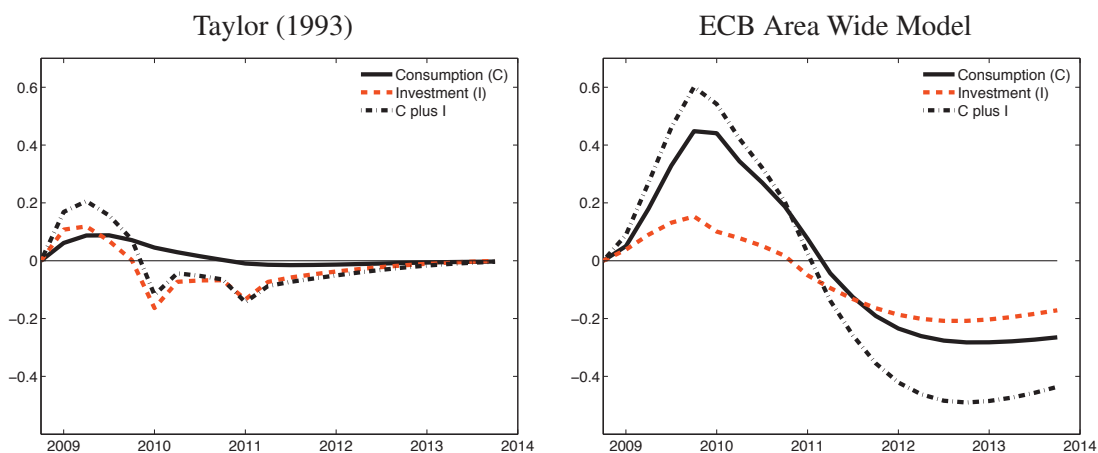 Taylor (1993)
0.6
0.4
0.2
0
−0.2
−0.4
2009 2010 2011 2012 2013 2014
Consumption (C)
Investment (I)
C plus I
ECB Area Wide Model
0.6
0.4
0.2
0
−0.2
−0.4
2009 2010 2011 2012 2013 2014
Consumption (C)
Investment (I)
C plus I